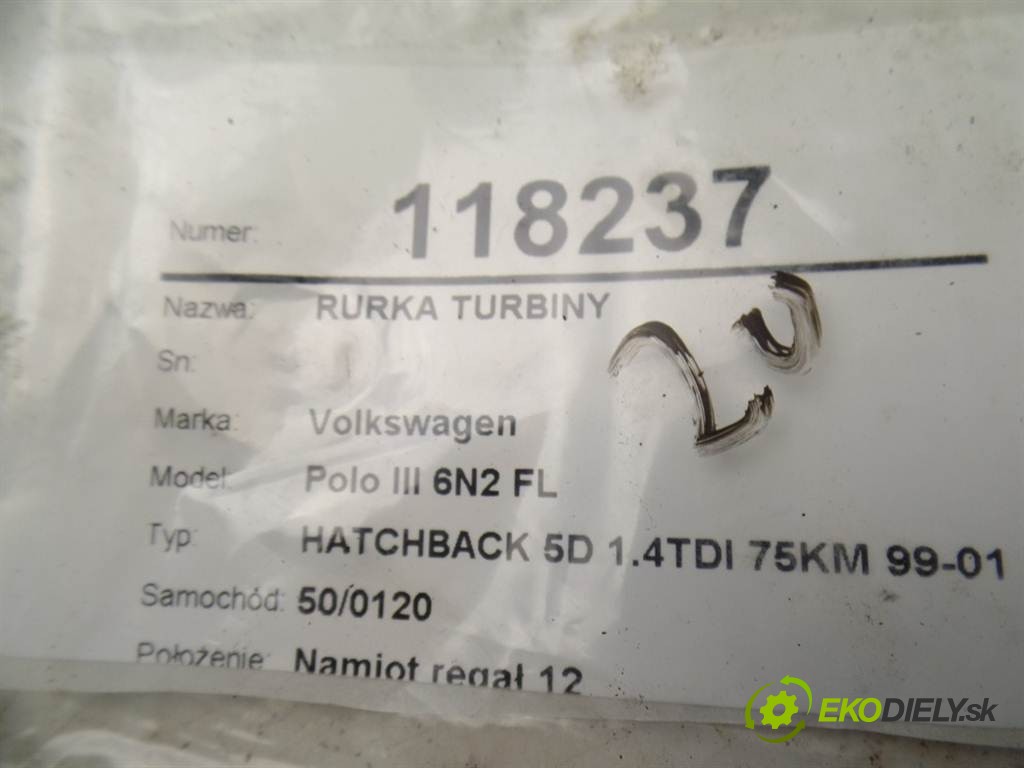 Numer: 118237
Nazwa: RURKA TURBINY
20
Sn:
Marka: Volkswagen
Model: Polo III 6N2 FL
Typ: HATCHBACK 5D 1.4TDI 75KM 99-01
Samochód: 50/0120
Położenie: Namiot regał 12
EKODIELY.sk